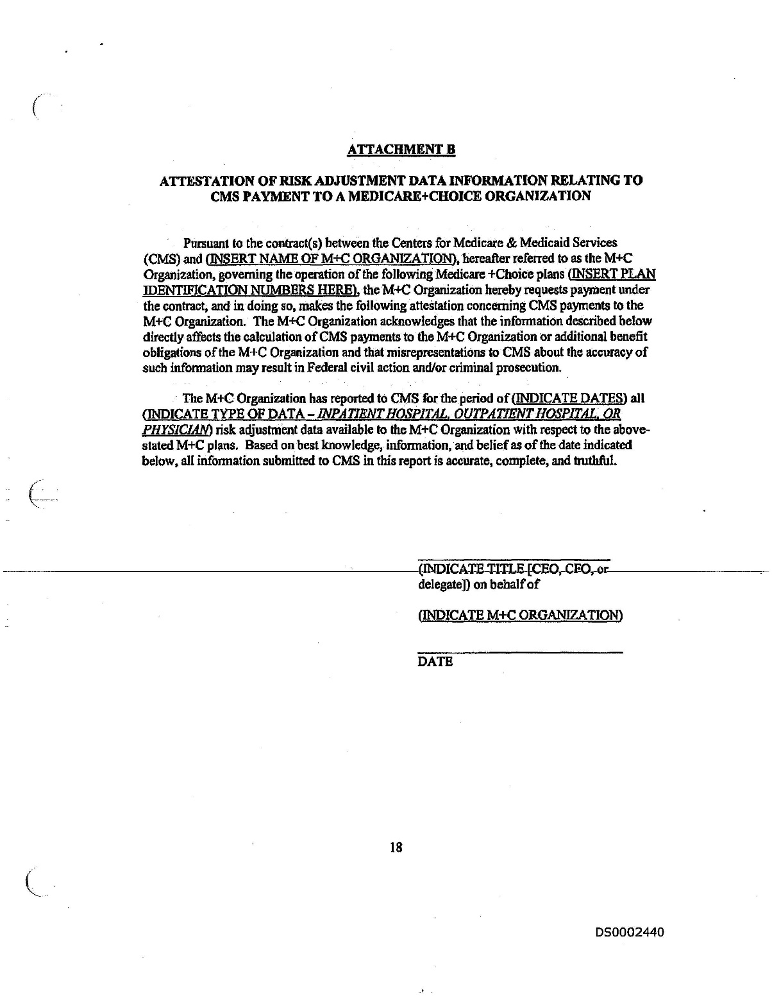 ATTACHMENT B
ATTESTATION OF RISK ADJUSTMENT DATA INFORMATION RELATING TO
CMS PAYMENT TO A MEDICARE+CHOICE ORGANIZATION
Pursuant to the contract(s) between the Centers for Medicare & Medicaid Services
(CMS) and (INSERT NAME OF M+C ORGANIZATION), hereafter referred to as the M+C
Organization, governing the operation of the following Medicare +Choice plans (INSERT PLAN
IDENTIFICATION NUMBERS HERE), the M+C Organization hereby requests payment under
the contract, and in doing so, makes the following attestation concerning CMS payments to the
M+C Organization. The M+C Organization acknowledges that the information described below
directly affects the calculation of CMS payments to the M+C Organization or additional benefit
obligations of the M+C Organization and that misrepresentations to CMS about the accuracy of
such information may result in Federal civil action and/or criminal prosecution.
The M+C Organization has reported to CMS for the period of (INDICATE DATES) all
(INDICATE TYPE OF DATA – INPATIENT HOSPITAL, OUTPATIENT HOSPITAL, OR
PHYSICIAN) risk adjustment data available to the M+C Organization with respect to the above-
stated M+C plans. Based on best knowledge, information, and belief as of the date indicated
below, all information submitted to CMS in this report is accurate, complete, and truthful.
(INDICATE TITLE [CEO, CFO, or
delegate]) on behalf of
(INDICATE M+C ORGANIZATION)
DATE
18
DS0002440